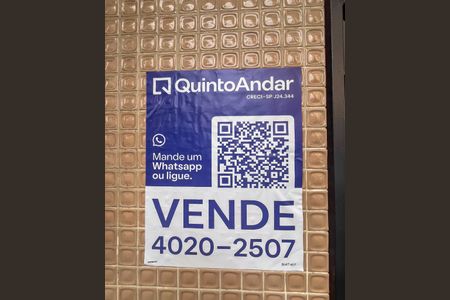 QuintoAndar
CRECI-SP J24.344
Mande um
Whatsapp
ou ligue.
VENDE
4020-2507